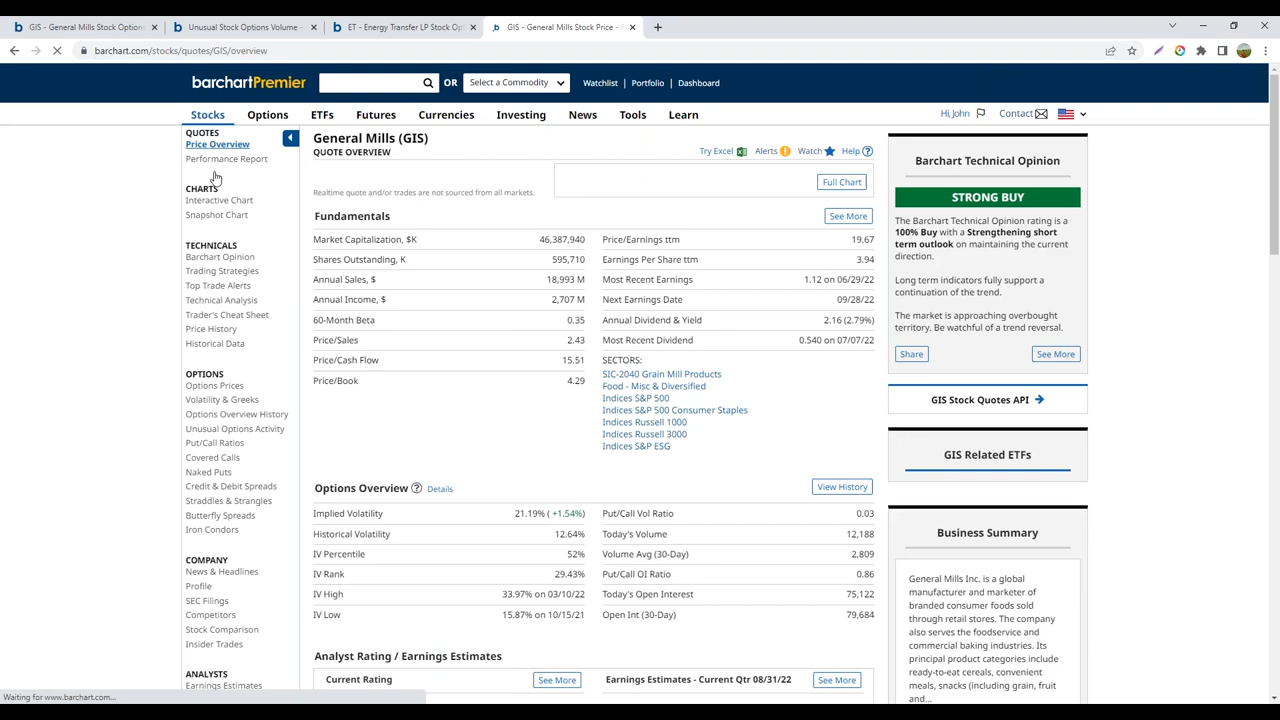 GIS - General Mills Stock Options
Unusual Stock Options Volume -
ET - Energy Transfer LP Stock Op
GIS - General Mills Stock Price -
barchart.com/stocks/quotes/GIS/overview
barchartPremier OR Select a Commodity Watchlist | Portfolio | Dashboard
Stocks Options ETFs Futures Currencies Investing News Tools Learn Hi, John Contact
QUOTES
Price Overview
Performance Report
CHARTS
Interactive Chart
Snapshot Chart
TECHNICALS
Barchart Opinion
Trading Strategies
Top Trade Alerts
Technical Analysis
Trader's Cheat Sheet
Price History
Historical Data
OPTIONS
Options Prices
Volatility & Greeks
Options Overview History
Unusual Options Activity
Put/Call Ratios
Covered Calls
Naked Puts
Credit & Debit Spreads
Straddles & Strangles
Butterfly Spreads
Iron Condors
COMPANY
News & Headlines
Profile
SEC Filings
Competitors
Stock Comparison
Insider Trades
ANALYSTS
Earnings Estimates
General Mills (GIS)
QUOTE OVERVIEW
Try Excel Alerts Watch Help
Realtime quote and/or trades are not sourced from all markets.
Full Chart
Fundamentals See More
Market Capitalization, $K 46,387,940
Shares Outstanding, K 595,710
Annual Sales, $ 18,993 M
Annual Income, $ 2,707 M
60-Month Beta 0.35
Price/Sales 2.43
Price/Cash Flow 15.51
Price/Book 4.29
Price/Earnings ttm 19.67
Earnings Per Share ttm 3.94
Most Recent Earnings 1.12 on 06/29/22
Next Earnings Date 09/28/22
Annual Dividend & Yield 2.16 (2.79%)
Most Recent Dividend 0.540 on 07/07/22
SECTORS:
SIC-2040 Grain Mill Products
Food - Misc & Diversified
Indices S&P 500
Indices S&P 500 Consumer Staples
Indices Russell 1000
Indices Russell 3000
Indices S&P ESG
Options Overview Details View History
Implied Volatility 21.19% ( +1.54%)
Historical Volatility 12.64%
IV Percentile 52%
IV Rank 29.43%
IV High 33.97% on 03/10/22
IV Low 15.87% on 10/15/21
Put/Call Vol Ratio 0.03
Today's Volume 12,188
Volume Avg (30-Day) 2,809
Put/Call OI Ratio 0.86
Today's Open Interest 75,122
Open Int (30-Day) 79,684
Analyst Rating / Earnings Estimates
Current Rating See More
Earnings Estimates - Current Qtr 08/31/22 See More
Barchart Technical Opinion
STRONG BUY
The Barchart Technical Opinion rating is a
100% Buy with a Strengthening short
term outlook on maintaining the current
direction.
Long term indicators fully support a
continuation of the trend.
The market is approaching overbought
territory. Be watchful of a trend reversal.
Share See More
GIS Stock Quotes API
GIS Related ETFs
Business Summary
General Mills Inc. is a global
manufacturer and marketer of
branded consumer foods sold
through retail stores. The company
also serves the foodservice and
commercial baking industries. Its
principal product categories include
ready-to-eat cereals, convenient
meals, snacks (including grain, fruit
and...
Waiting for www.barchart.com...